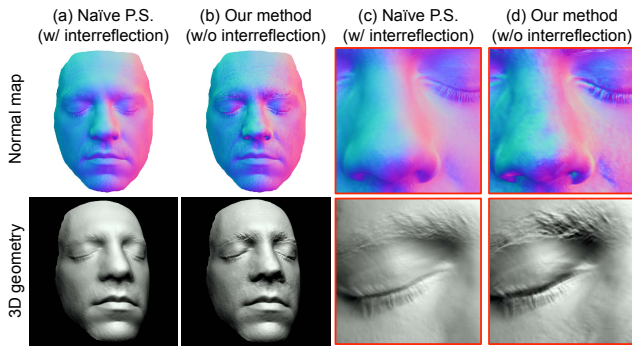 (a) Naïve P.S.
(w/ interreflection)
(b) Our method
(w/o interreflection)
(c) Naïve P.S.
(w/ interreflection)
(d) Our method
(w/o interreflection)
Normal map
3D geometry